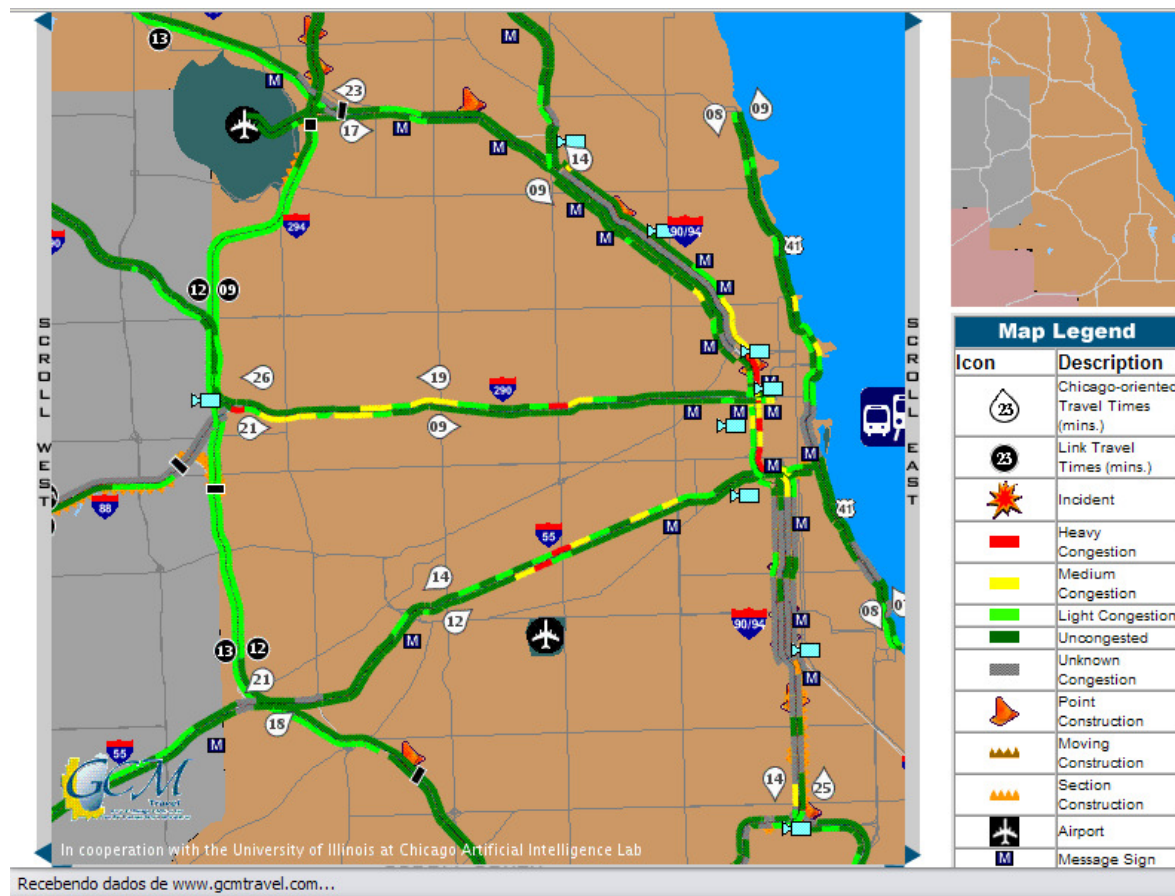 13
M
M
23
17
M
08
09
M
14
09
M
294
M
90/94
41
M
M
12
09
SCROLL WEST
SCROLL EAST
M
26
19
290
21
09
M
M
M
M
88
M
41
M
55
M
14
12
08
90/94
M
13
12
M
21
18
M
M
55
GCM
Travel
14
25
In cooperation with the University of Illinois at Chicago Artificial Intelligence Lab
Map Legend
Icon
Description
23
Chicago-oriented
Travel Times
(mins.)
23
Link Travel
Times (mins.)
Incident
Heavy
Congestion
Medium
Congestion
Light Congestion
Uncongested
Unknown
Congestion
Point
Construction
Moving
Construction
Section
Construction
Airport
M
Message Sign
Recebendo dados de www.gcmtravel.com...